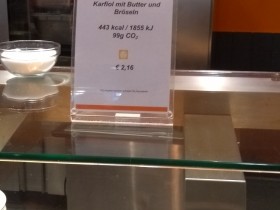 Karfiol mit Butter und
Bröseln
443 kcal / 1855 kJ
99g CO₂
€ 2,16